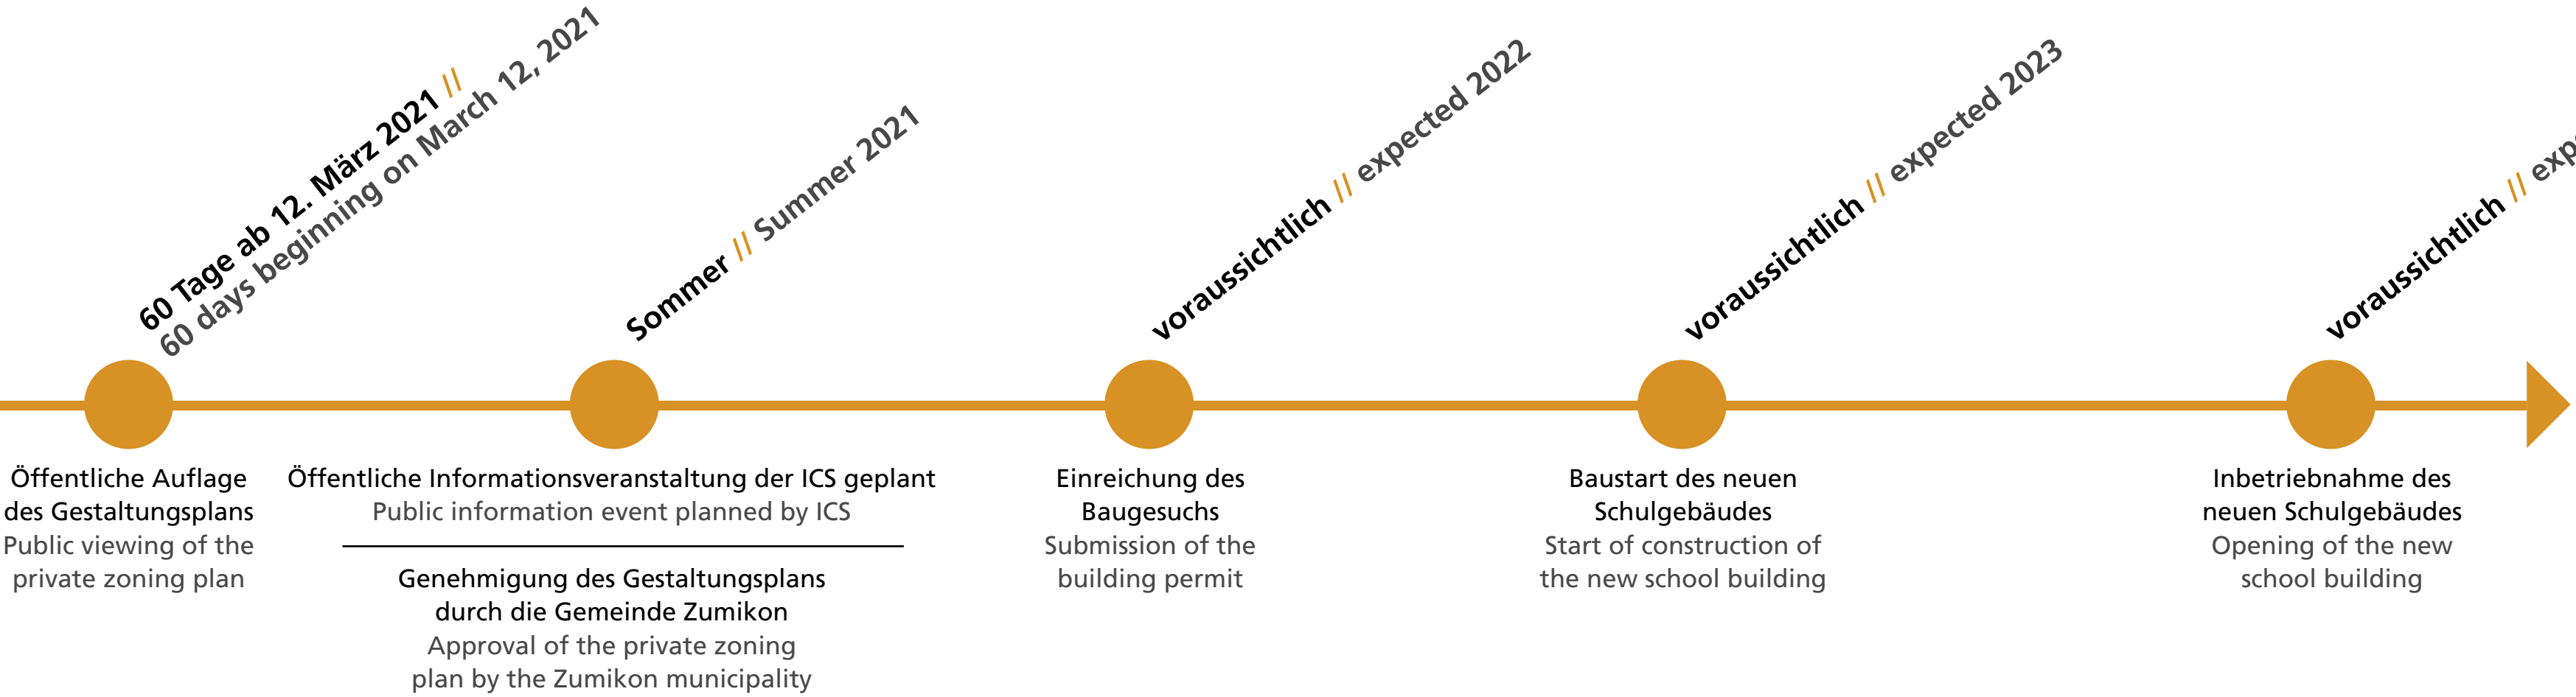 60 Tage ab 12. März 2021 //
60 days beginning on March 12, 2021
Öffentliche Auflage
des Gestaltungsplans
Public viewing of the
private zoning plan
Sommer // Summer 2021
Öffentliche Informationsveranstaltung der ICS geplant
Public information event planned by ICS
Genehmigung des Gestaltungsplans
durch die Gemeinde Zumikon
Approval of the private zoning
plan by the Zumikon municipality
voraussichtlich // expected 2022
Einreichung des
Baugesuchs
Submission of the
building permit
voraussichtlich // expected 2023
Baustart des neuen
Schulgebäudes
Start of construction of
the new school building
voraussichtlich // exp
Inbetriebnahme des
neuen Schulgebäudes
Opening of the new
school building